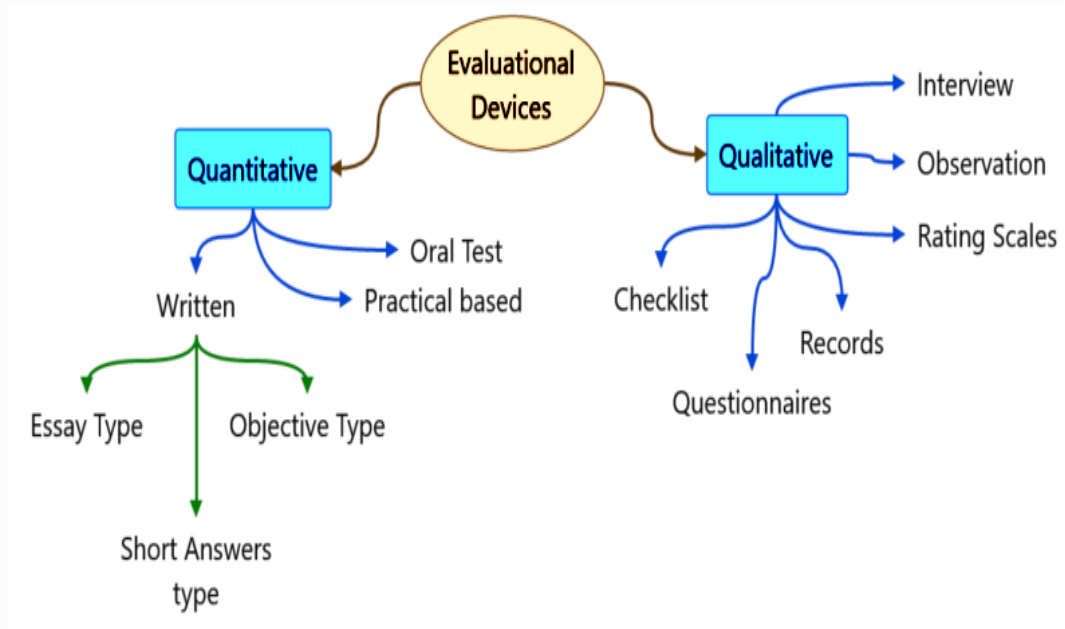 Evaluational
Devices
Quantitative
Qualitative
Interview
Observation
Rating Scales
Oral Test
Practical based
Written
Checklist
Records
Questionnaires
Essay Type
Objective Type
Short Answers
type